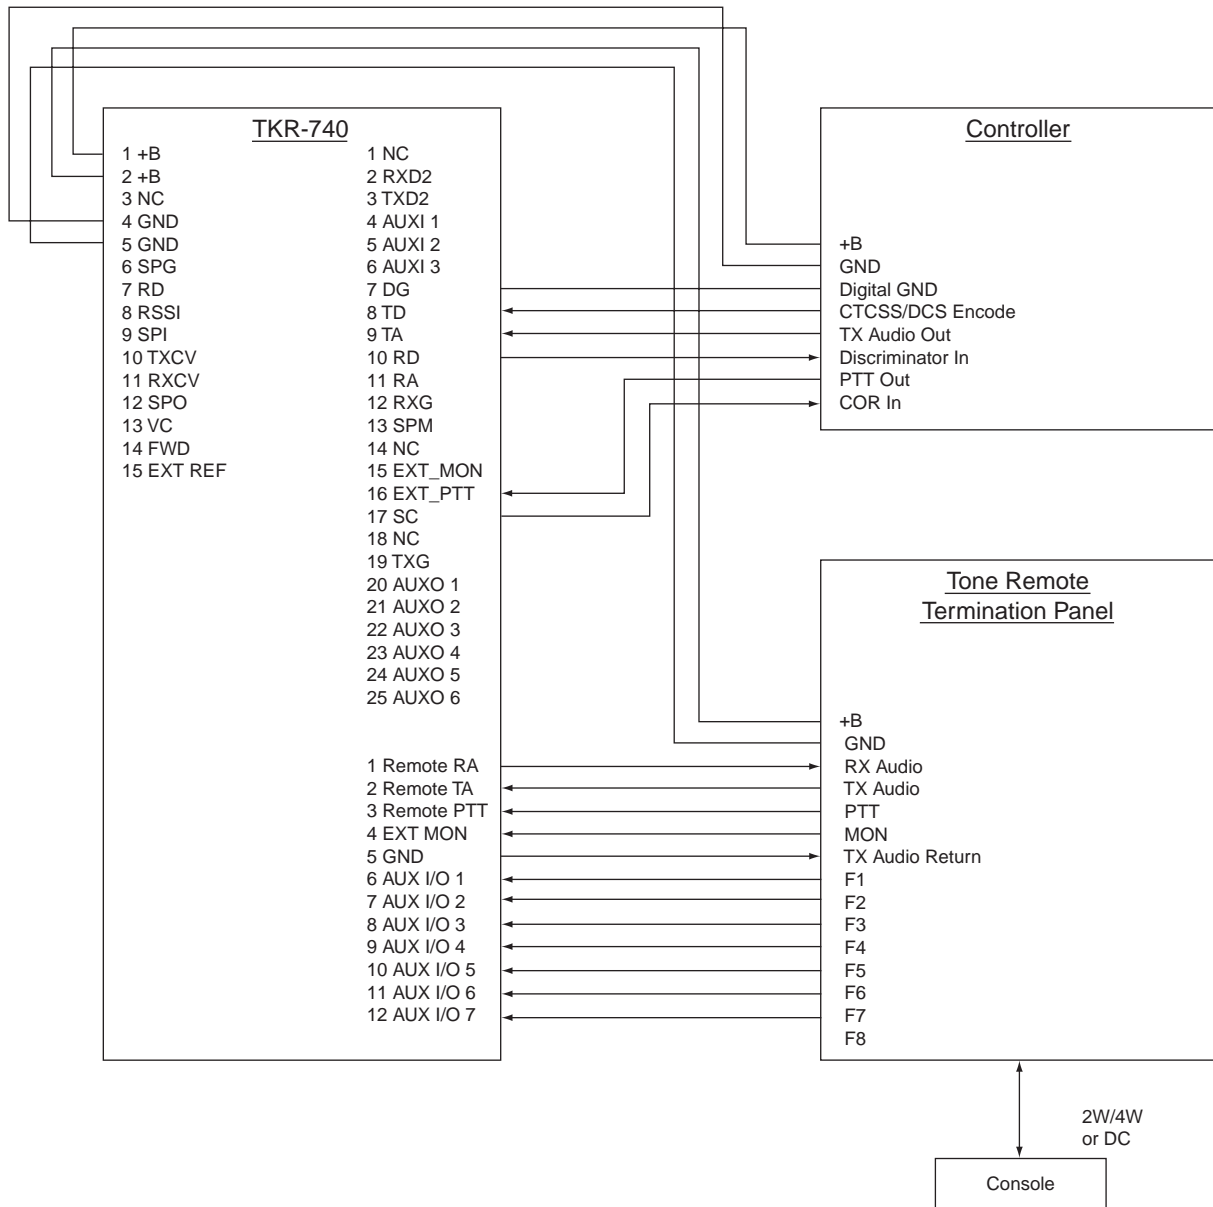 TKR-740
1 +B
2 +B
3 NC
4 GND
5 GND
6 SPG
7 RD
8 RSSI
9 SPI
10 TXCV
11 RXCV
12 SPO
13 VC
14 FWD
15 EXT REF
1 NC
2 RXD2
3 TXD2
4 AUXI 1
5 AUXI 2
6 AUXI 3
7 DG
8 TD
9 TA
10 RD
11 RA
12 RXG
13 SPM
14 NC
15 EXT_MON
16 EXT_PTT
17 SC
18 NC
19 TXG
20 AUXO 1
21 AUXO 2
22 AUXO 3
23 AUXO 4
24 AUXO 5
25 AUXO 6
1 Remote RA
2 Remote TA
3 Remote PTT
4 EXT MON
5 GND
6 AUX I/O 1
7 AUX I/O 2
8 AUX I/O 3
9 AUX I/O 4
10 AUX I/O 5
11 AUX I/O 6
12 AUX I/O 7
Controller
+B
GND
Digital GND
CTCSS/DCS Encode
TX Audio Out
Discriminator In
PTT Out
COR In
Tone Remote
Termination Panel
+B
GND
RX Audio
TX Audio
PTT
MON
TX Audio Return
F1
F2
F3
F4
F5
F6
F7
F8
2W/4W
or DC
Console